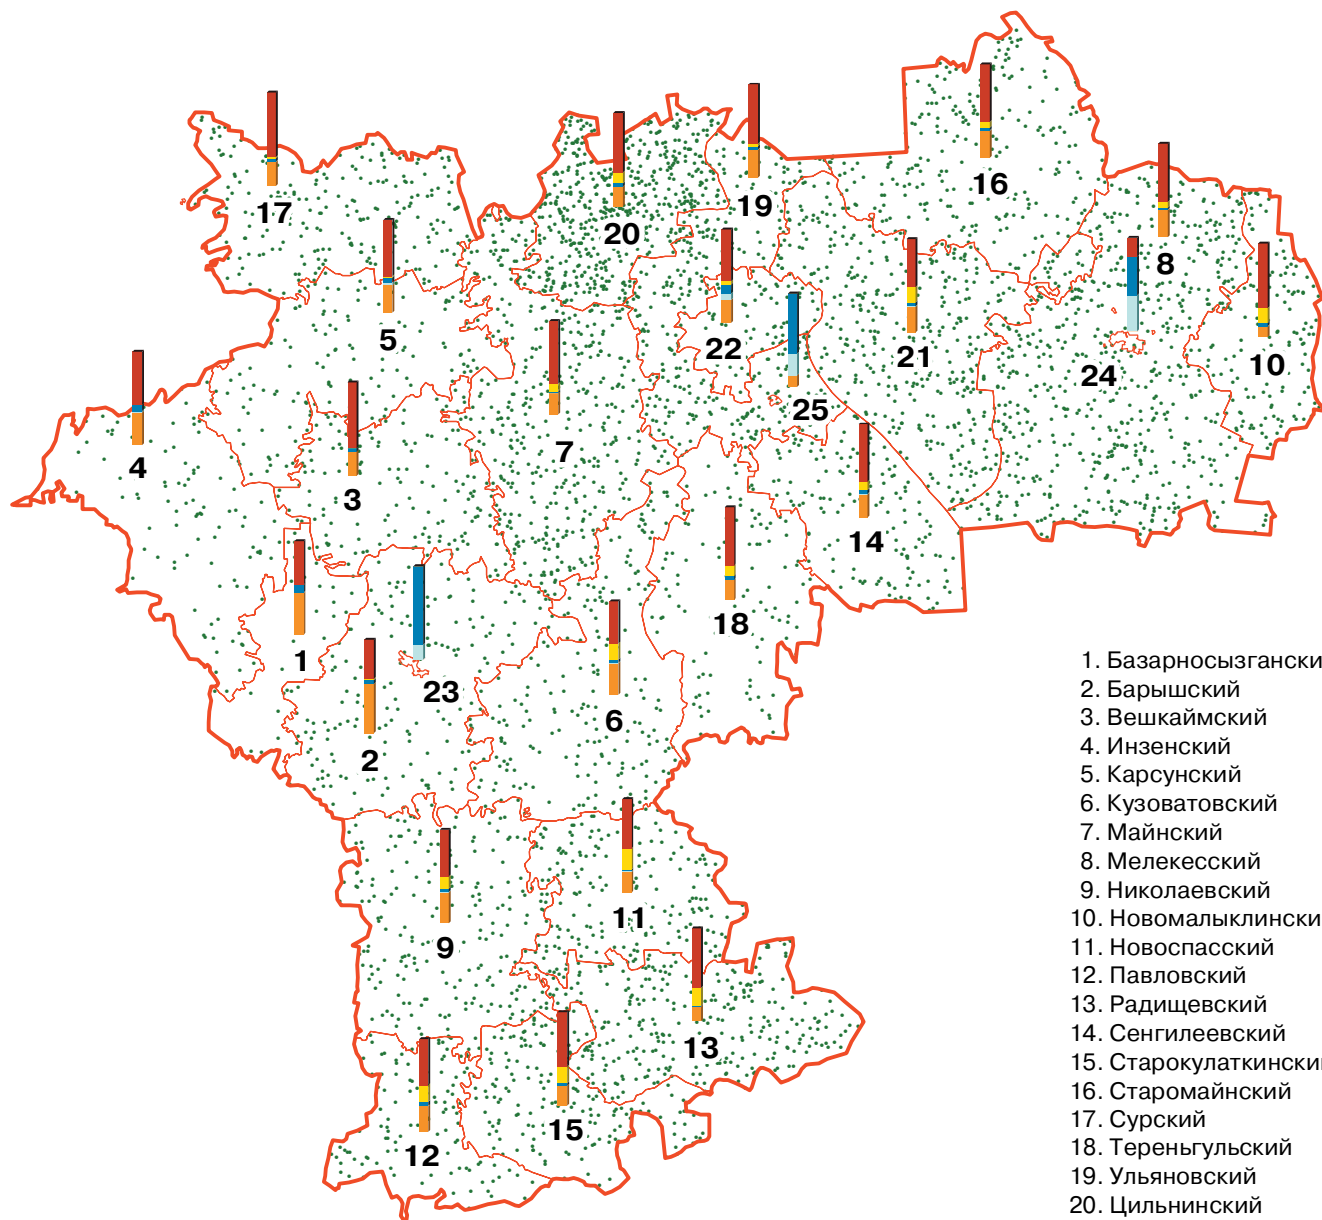 16
17
19
20
8
5
22
21
10
24
25
4
7
3
14
18
1
23
6
2
11
9
13
15
12
1. Базарносызгански
2. Барышский
3. Вешкаймский
4. Инзенский
5. Карсунский
6. Кузоватовский
7. Майнский
8. Мелекесский
9. Николаевский
10. Новомалыклински
11. Новоспасский
12. Павловский
13. Радищевский
14. Сенгилеевский
15. Старокулаткински
16. Старомайнский
17. Сурский
18. Тереньгульский
19. Ульяновский
20. Цильнинский